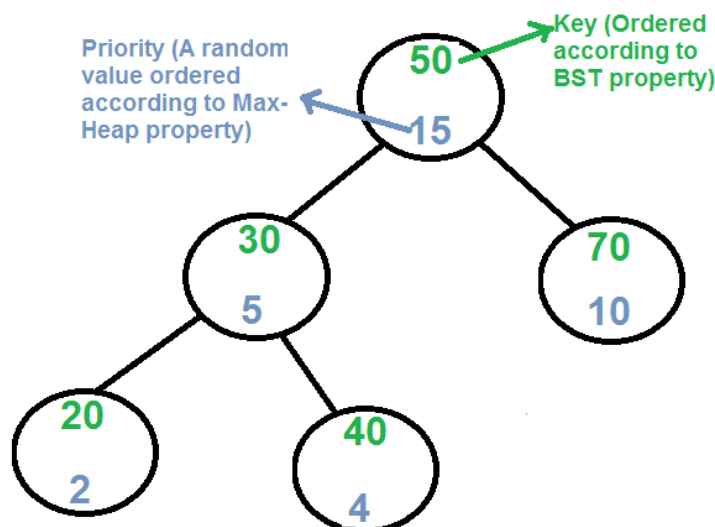 Priority (A random
value ordered
according to Max-
Heap property)
Key (Ordered
according to
BST property)
50
15
30
5
70
10
20
2
40
4